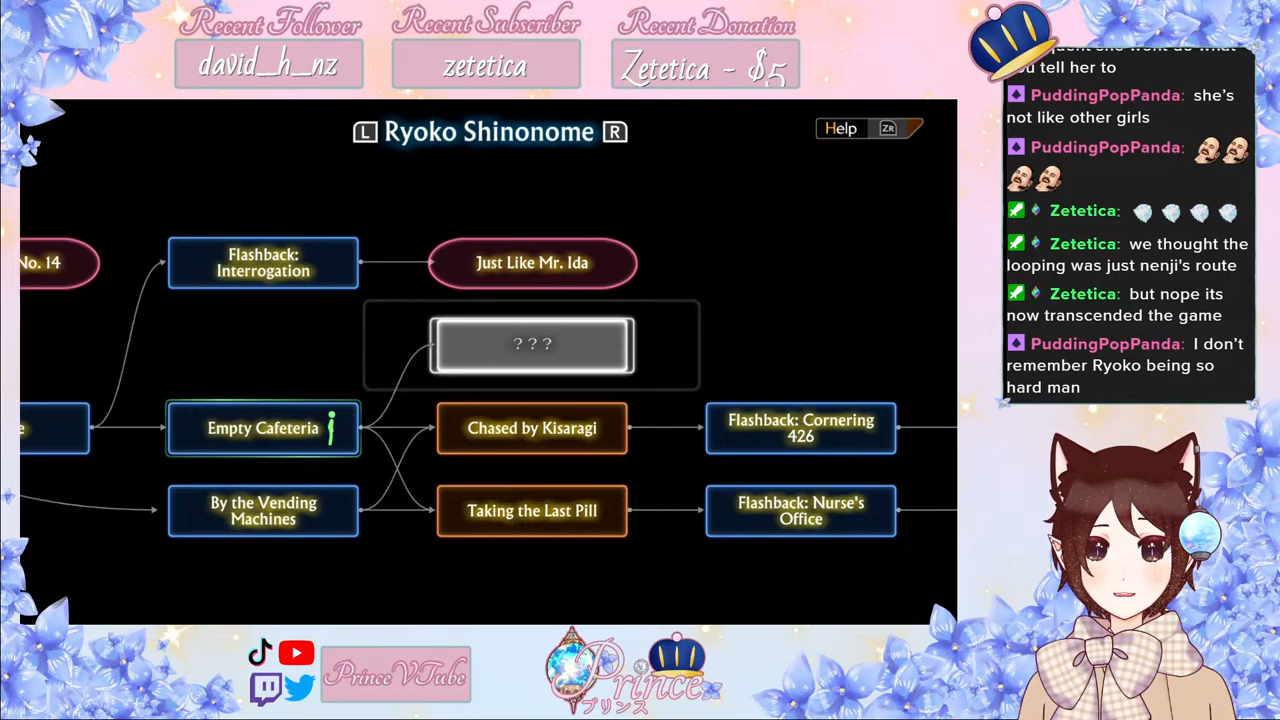 Recent Follower
david_h_nz
Recent Subscriber
zetetica
Recent Donation
Zetetica - $5
L Ryoko Shinonome R
Help ZR
No. 14
Flashback:
Interrogation
Just Like Mr. Ida
? ? ?
e
Empty Cafeteria
Chased by Kisaragi
Flashback: Cornering
426
By the Vending
Machines
Taking the Last Pill
Flashback: Nurse's
Office
you tell her to
PuddingPopPanda: she's
not like other girls
PuddingPopPanda:
Zetetica:
Zetetica: we thought the
looping was just nenji's route
Zetetica: but nope its
now transcended the game
PuddingPopPanda: I don't
remember Ryoko being so
hard man
Prince VTube
Prince
プリンス